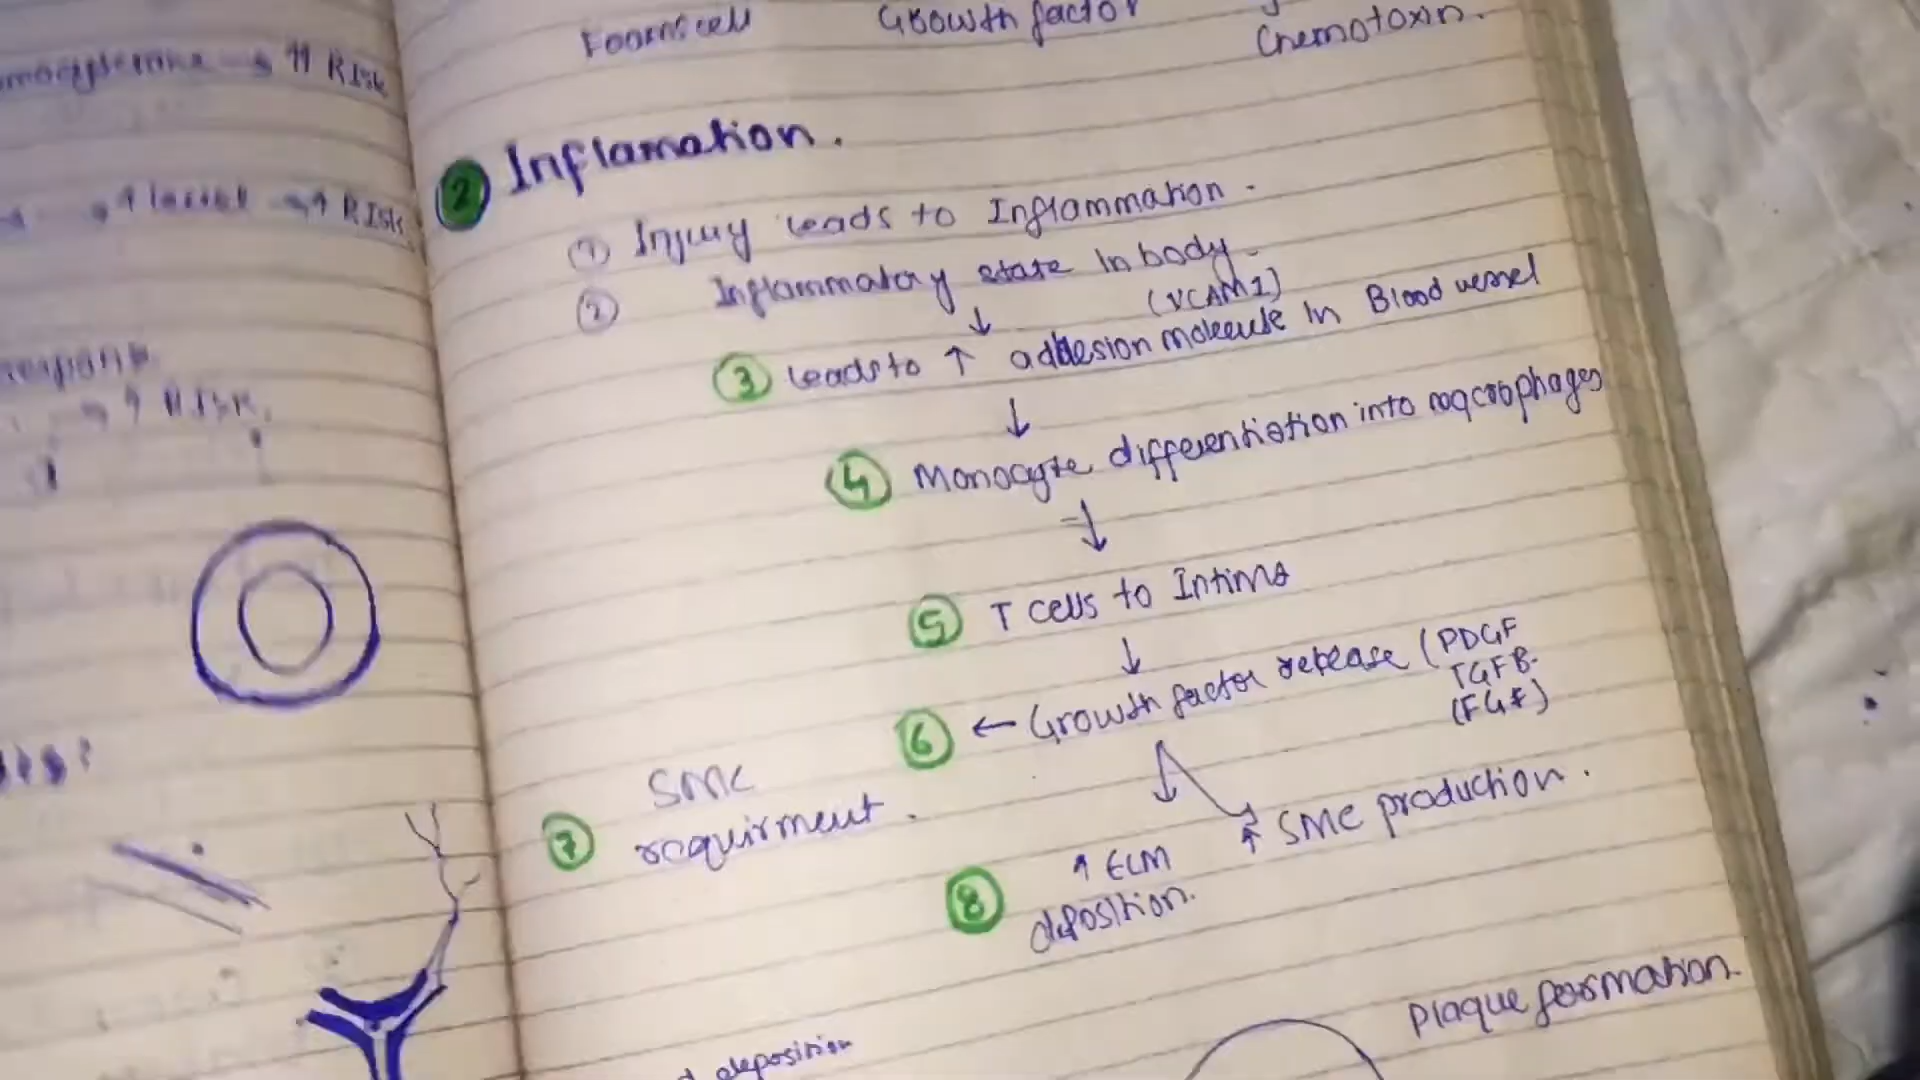 ↑↑ RISK
↑ level → ↑ RISK
→ ↑ RISK.
Growth factor
Chemotoxin.
2 Inflamation.
① Injury leads to Inflammation.
② Inflammatory state In body.
↓
(VCAM1)
③ leads to ↑ adhesion molecule In Blood vessel
↓
④ Monocyte differentiation into macrophages
↓
⑤ T cells to Intima
↓
⑥ ← Growth factor release (PDGF
TGFB.
(FGF)
⑦ SMC
requirment.
↑ SMC production.
⑧ ↑ ECM
deposition.
Plaque formation.
deposition